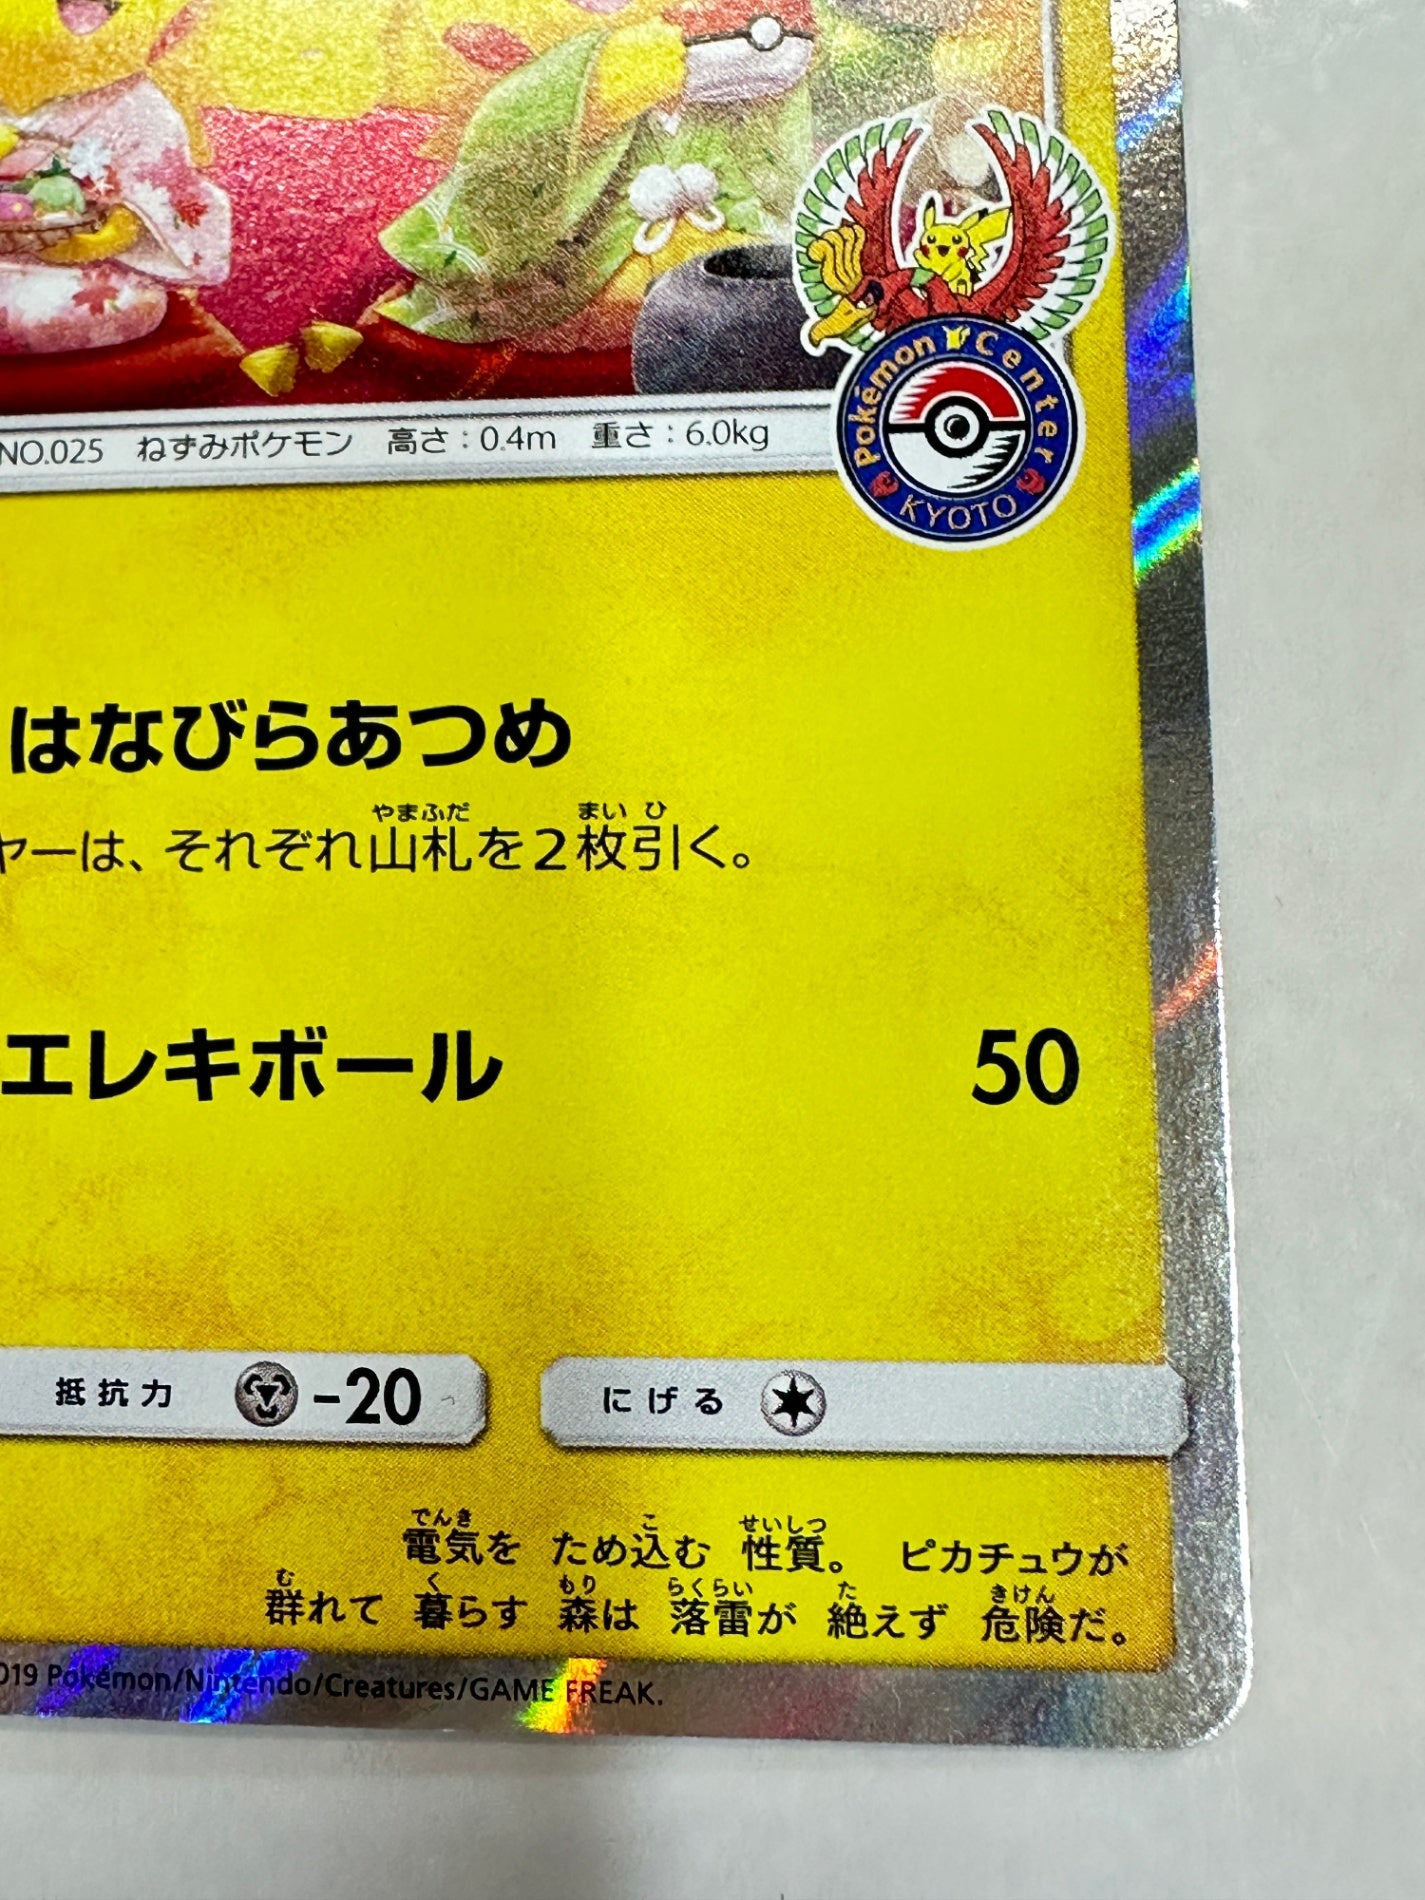 Pokémon Center
KYOTO
NO.025 ねずみポケモン 高さ:0.4m 重さ:6.0kg
はなびらあつめ
やまふだ まい ひ
ヤーは、それぞれ山札を2枚引く。
エレキボール 50
抵抗力 -20 にげる
でんき こ せいしつ
電気を ため込む 性質。 ピカチュウが
む く もり らくらい た きけん
群れて 暮らす 森は 落雷が 絶えず 危険だ。
019 Pokémon/Nintendo/Creatures/GAME FREAK.